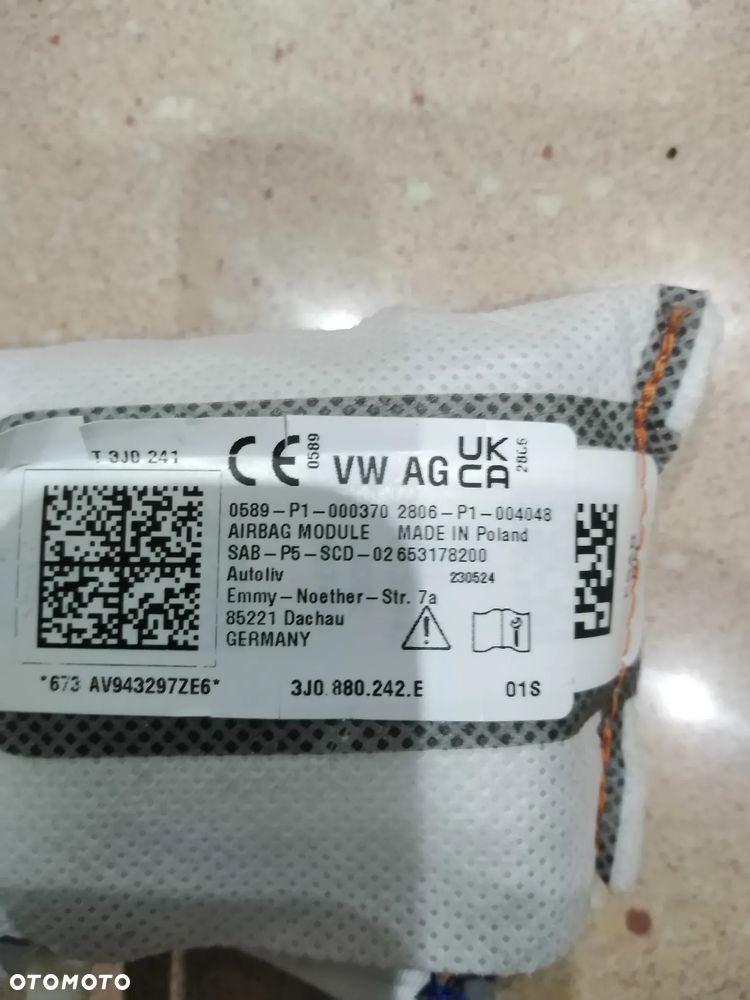 T 3J0 241
CE 0589 VW AG UK CA 2806
0589-P1-000370 2806-P1-004048
AIRBAG MODULE MADE IN Poland
SAB-P5-SCD-02 653178200
Autoliv 230524
Emmy-Noether-Str. 7a
85221 Dachau
GERMANY
*673 AV943297ZE6* 3J0.880.242.E 01S
OTOMOTO